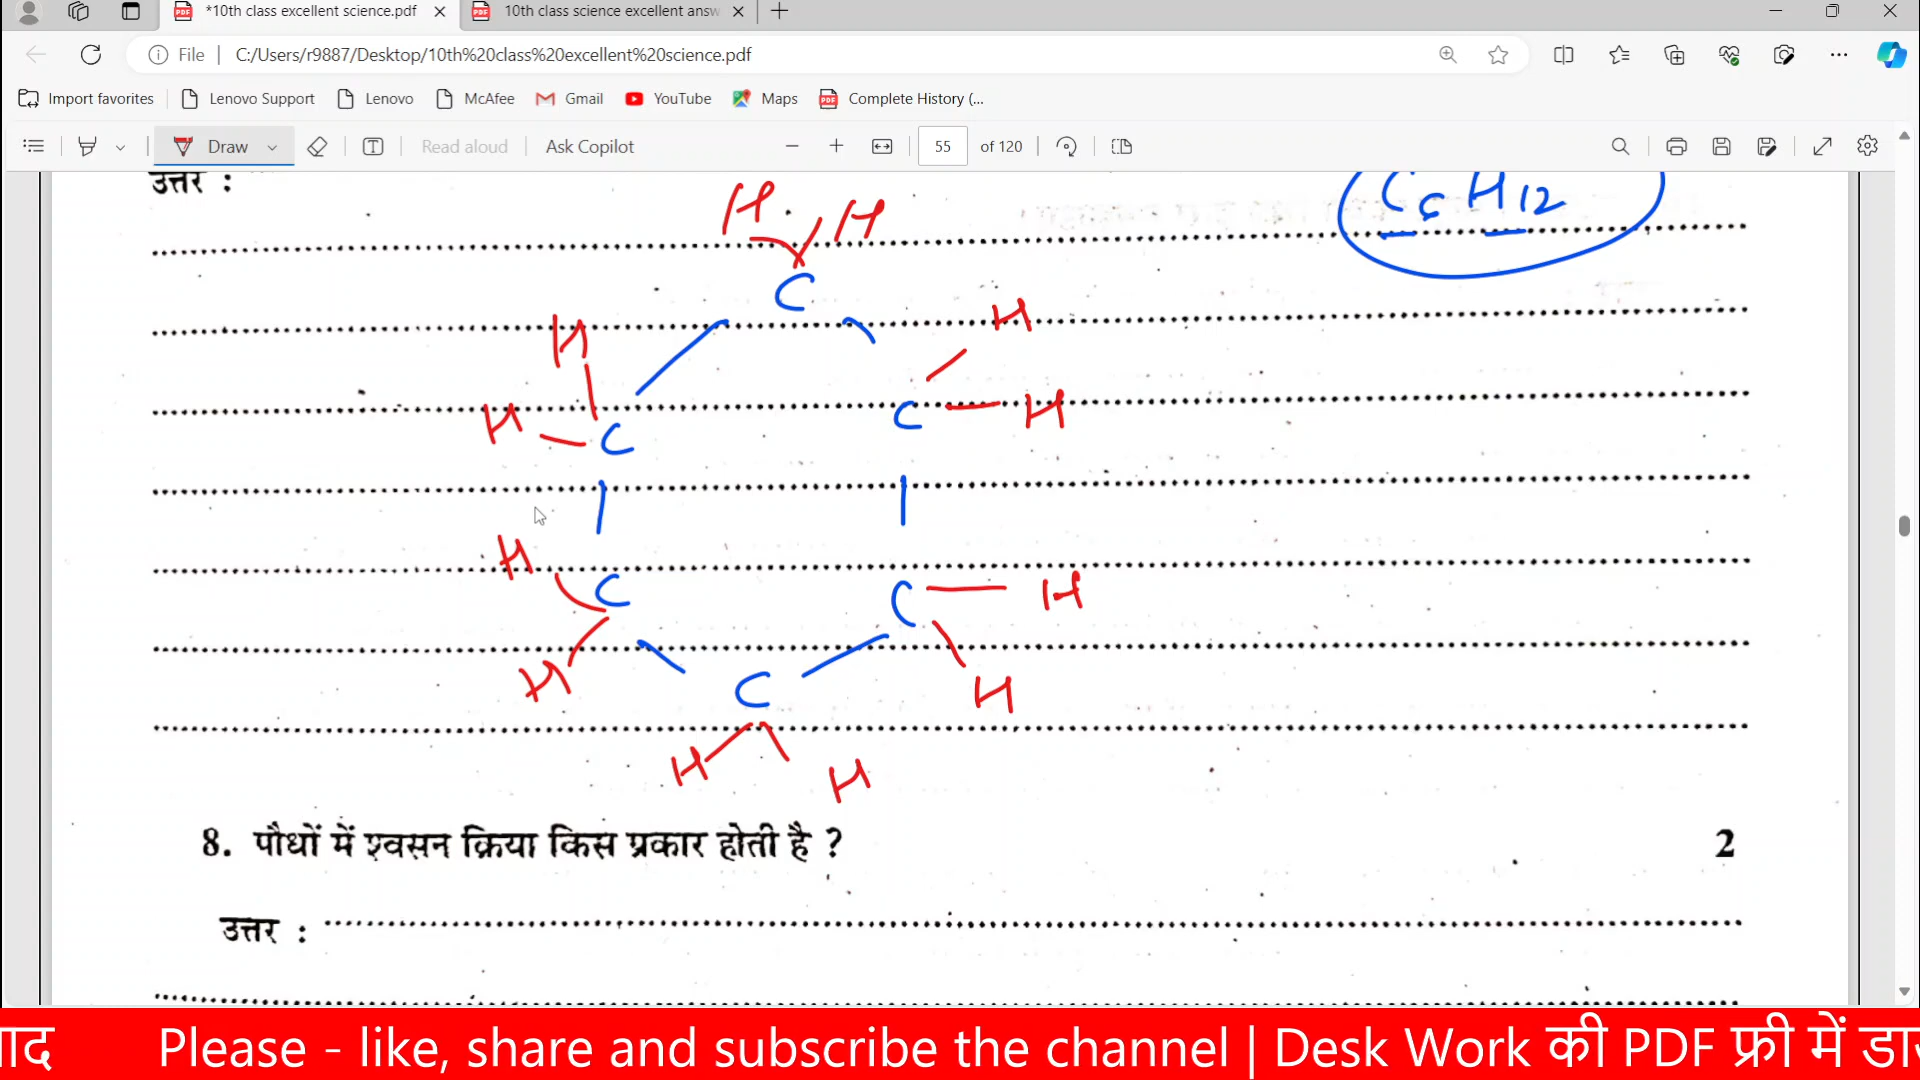 *10th class excellent science.pdf
10th class science excellent answ
File C:/Users/r9887/Desktop/10th%20class%20excellent%20science.pdf
Import favorites Lenovo Support Lenovo McAfee Gmail YouTube Maps Complete History (...
Draw Read aloud Ask Copilot 55 of 120
उत्तर :
C6 H12
H H
C
H H
H C C H
H C C H
H C H
H H
8. पौधों में श्वसन क्रिया किस प्रकार होती है ? 2
उत्तर :
ाद Please - like, share and subscribe the channel | Desk Work की PDF फ्री में डा